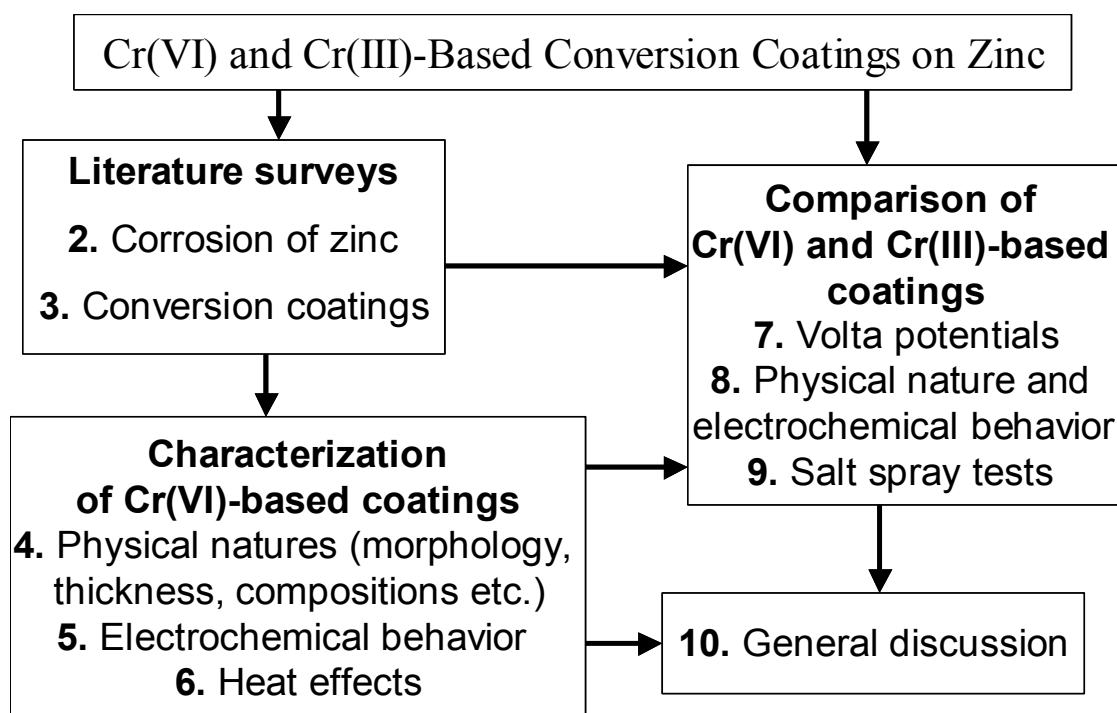 Cr(VI) and Cr(III)-Based Conversion Coatings on Zinc
Literature surveys
2. Corrosion of zinc
3. Conversion coatings
Characterization
of Cr(VI)-based coatings
4. Physical natures (morphology,
thickness, compositions etc.)
5. Electrochemical behavior
6. Heat effects
Comparison of
Cr(VI) and Cr(III)-based
coatings
7. Volta potentials
8. Physical nature and
electrochemical behavior
9. Salt spray tests
10. General discussion